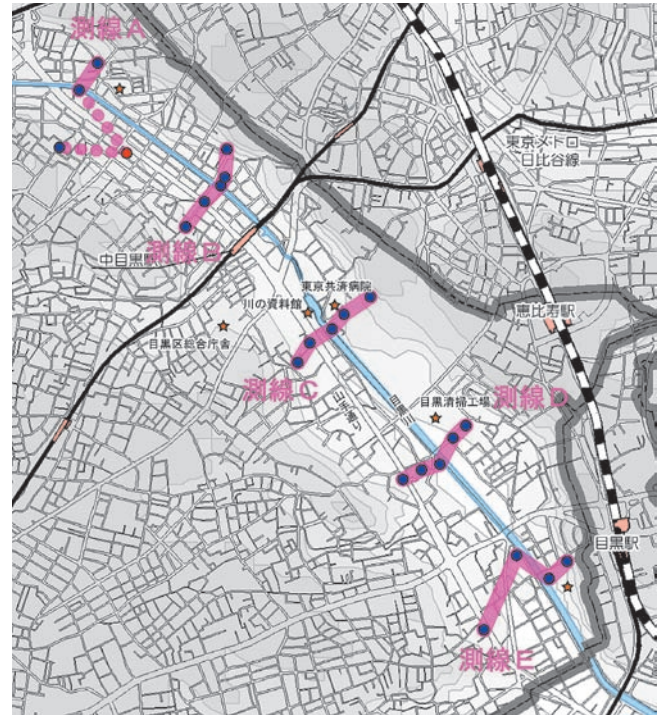 測線A
東京メトロ
日比谷線
測線B
中目黒駅
東京共済病院
川の資料館
恵比寿駅
目黒区総合庁舎
測線C
山手通り
目黒川
目黒清掃工場
測線D
目黒駅
測線E